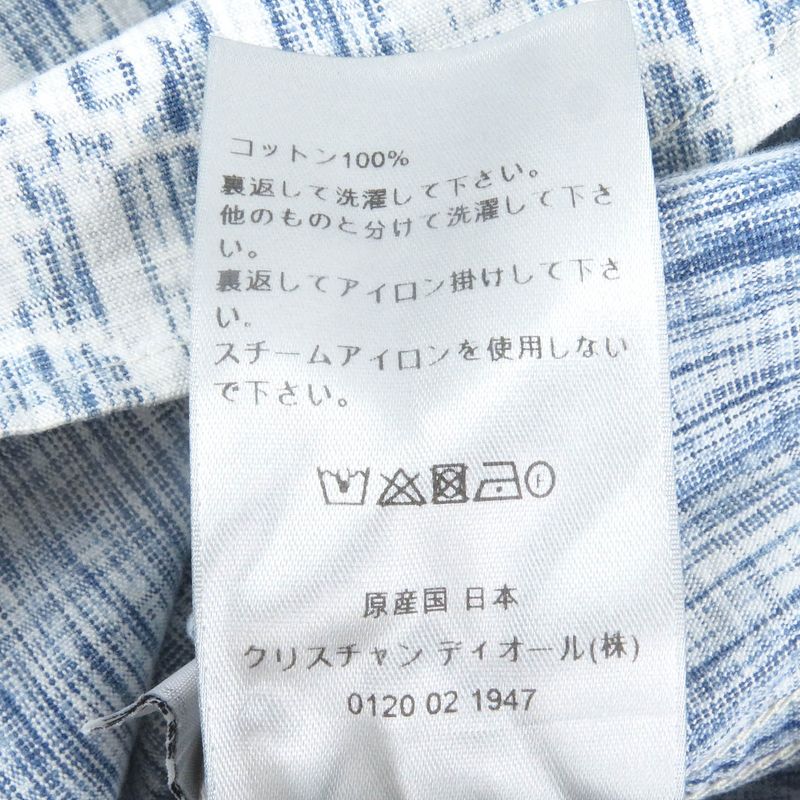 コットン100%
裏返して洗濯して下さい。
他のものと分けて洗濯して下さ
い。
裏返してアイロン掛けして下さ
い。
スチームアイロンを使用しない
で下さい。
F
原産国 日本
クリスチャン ディオール(株)
0120 02 1947